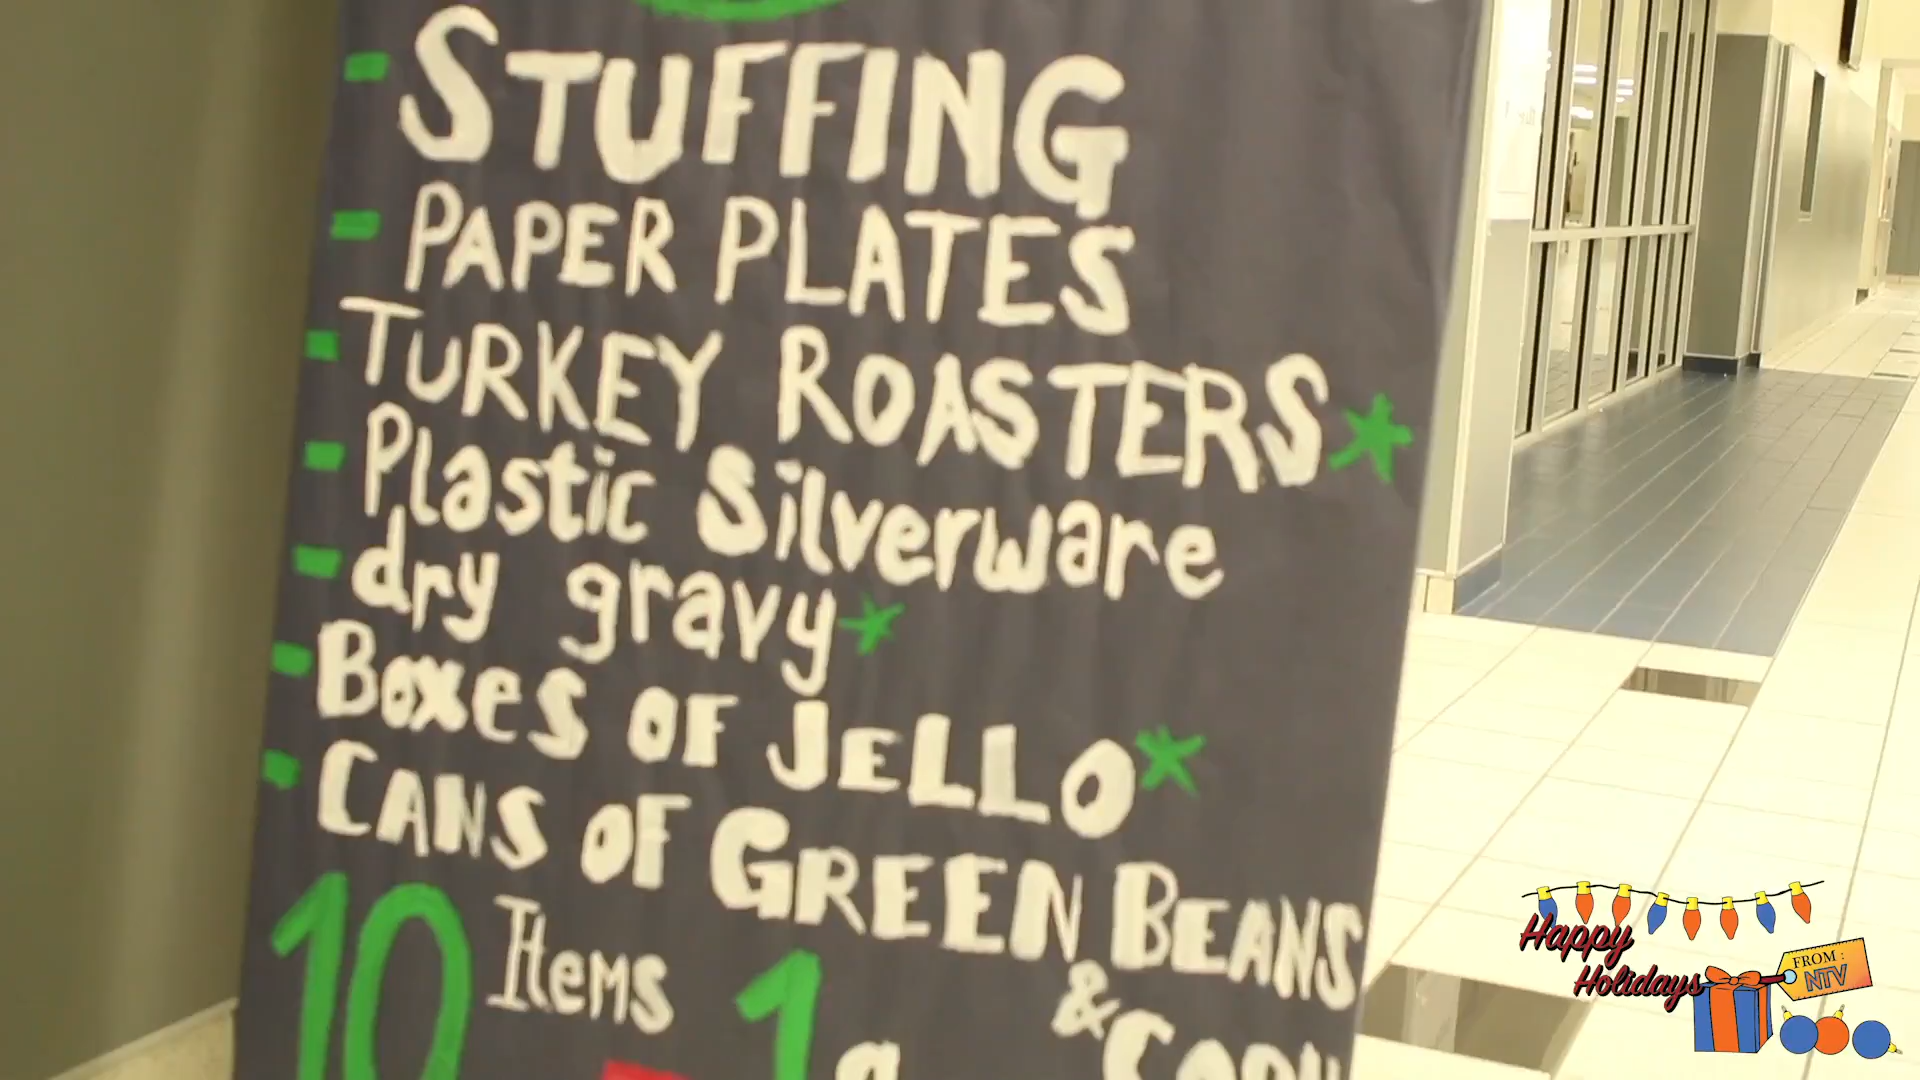 - STUFFING
- PAPER PLATES
- TURKEY ROASTERS*
- Plastic Silverware
- dry gravy*
- Boxes OF JELLO*
- CANS OF GREEN BEANS
& CORN
10 Items
1
Happy
Holidays
FROM:
NTV